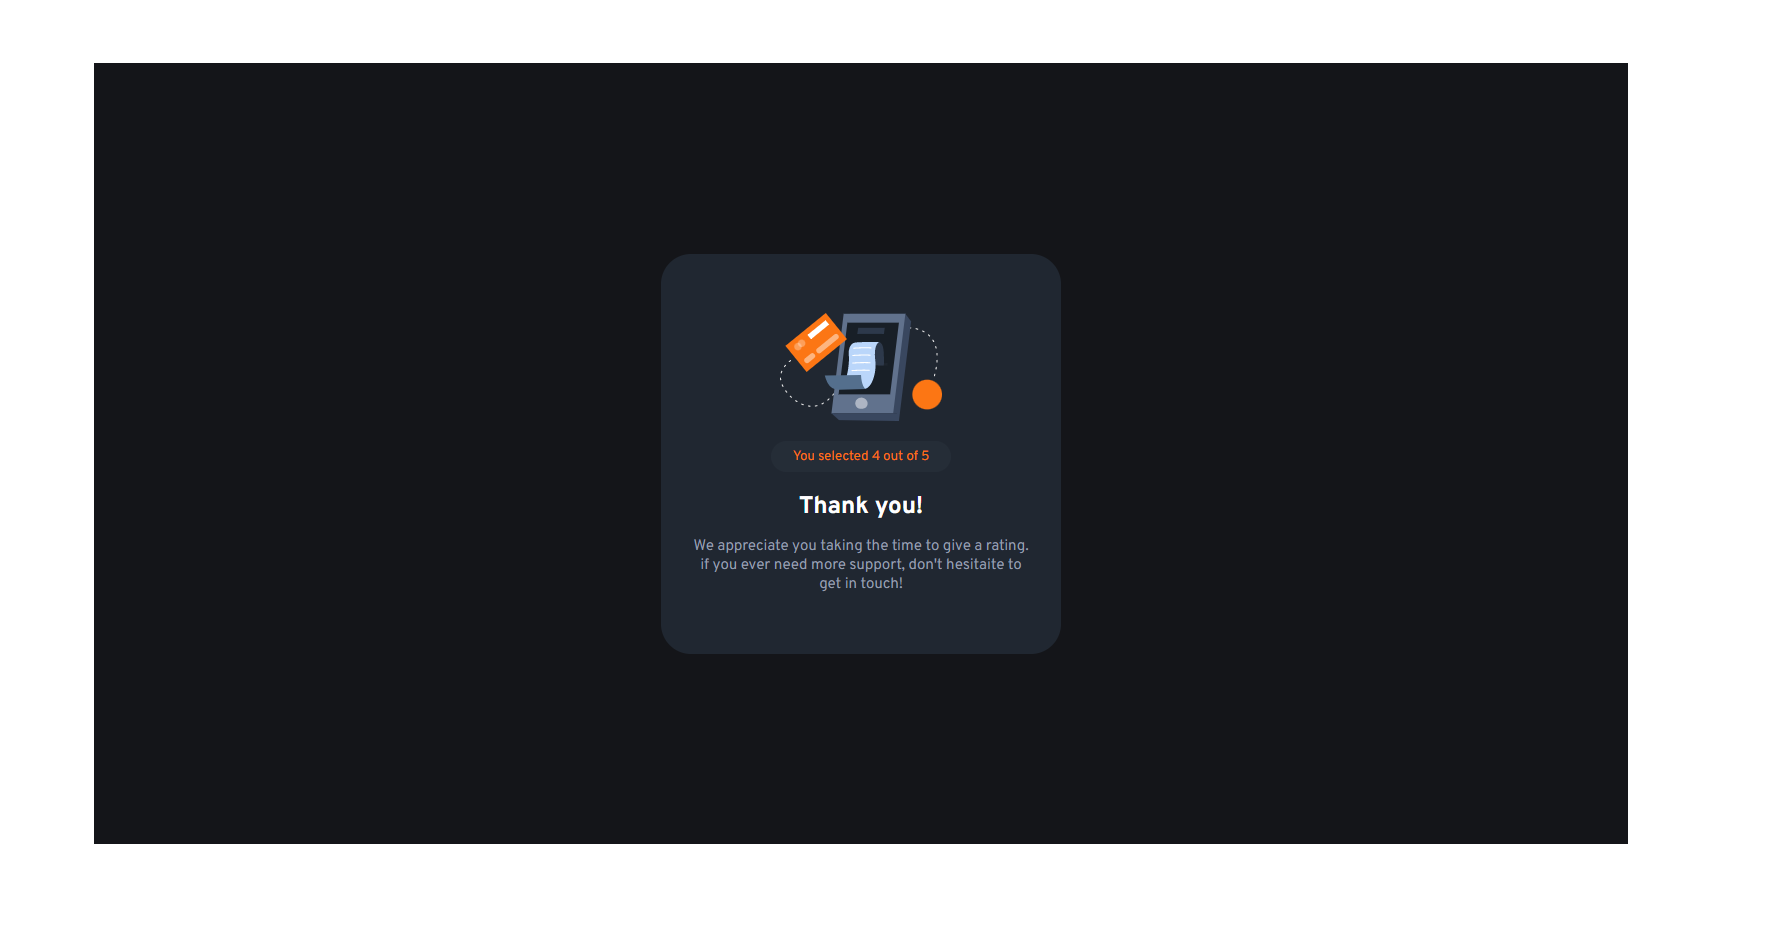 You selected 4 out of 5
Thank you!
We appreciate you taking the time to give a rating.
if you ever need more support, don't hesitaite to
get in touch!